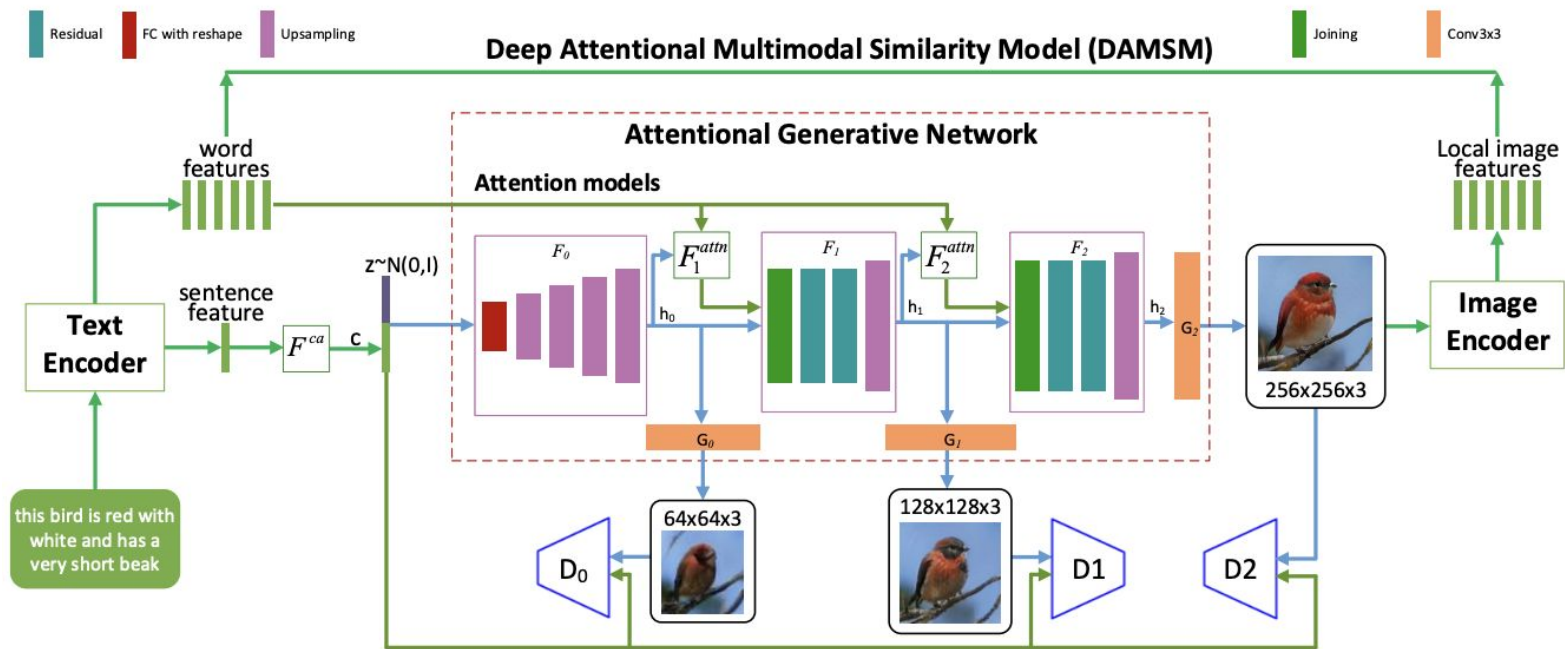 Residual
FC with reshape
Upsampling
Joining
Conv3x3
Deep Attentional Multimodal Similarity Model (DAMSM)
Attentional Generative Network
word
features
Local image
features
Attention models
z~N(0,I)
F₀
F₁ᵃᵗᵗⁿ
F₁
F₂ᵃᵗᵗⁿ
F₂
sentence
feature
Text
Encoder
Fᶜᵃ
c
h₀
h₁
h₂
G₂
256x256x3
Image
Encoder
G₀
G₁
this bird is red with
white and has a
very short beak
64x64x3
128x128x3
D₀
D1
D2